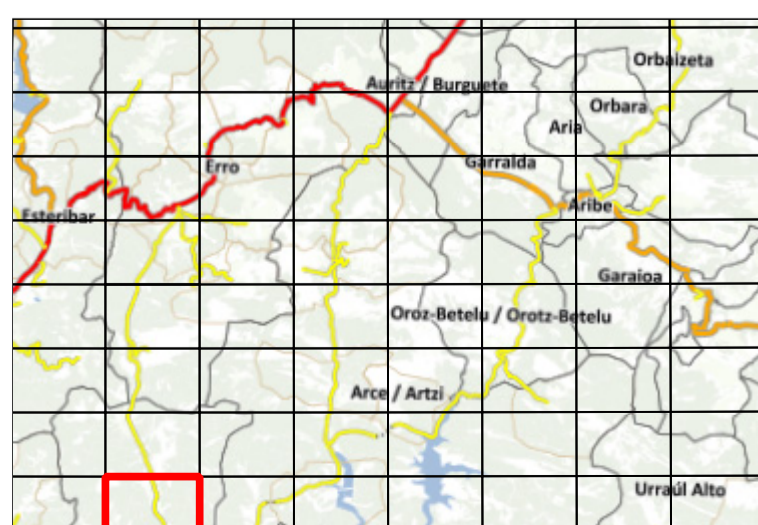 Orbaizeta
Auritz / Burguete
Orbara
Aria
Garralda
Erro
Aribe
Esteribar
Garaioa
Oroz-Betelu / Orotz-Betelu
Arce / Artzi
Urraúl Alto